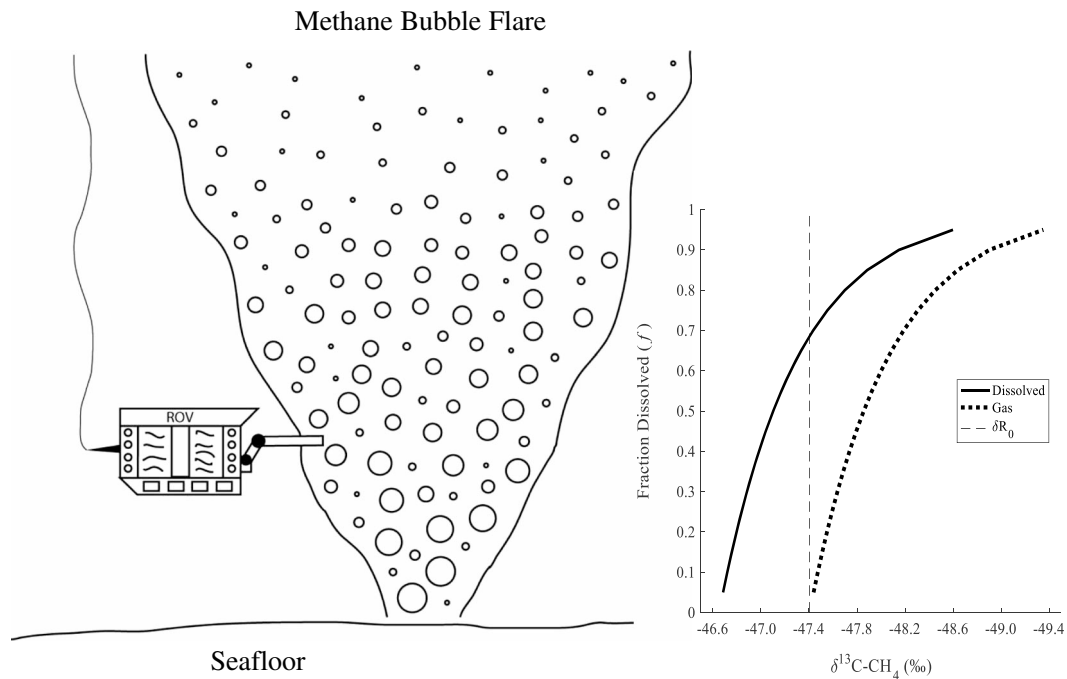 Methane Bubble Flare
ROV
Seafloor
1
0.9
0.8
0.7
0.6
0.5
0.4
0.3
0.2
0.1
0
Fraction Dissolved (f)
Dissolved
Gas
δR₀
-46.6 -47.0 -47.4 -47.8 -48.2 -48.6 -49.0 -49.4
δ¹³C-CH₄ (‰)